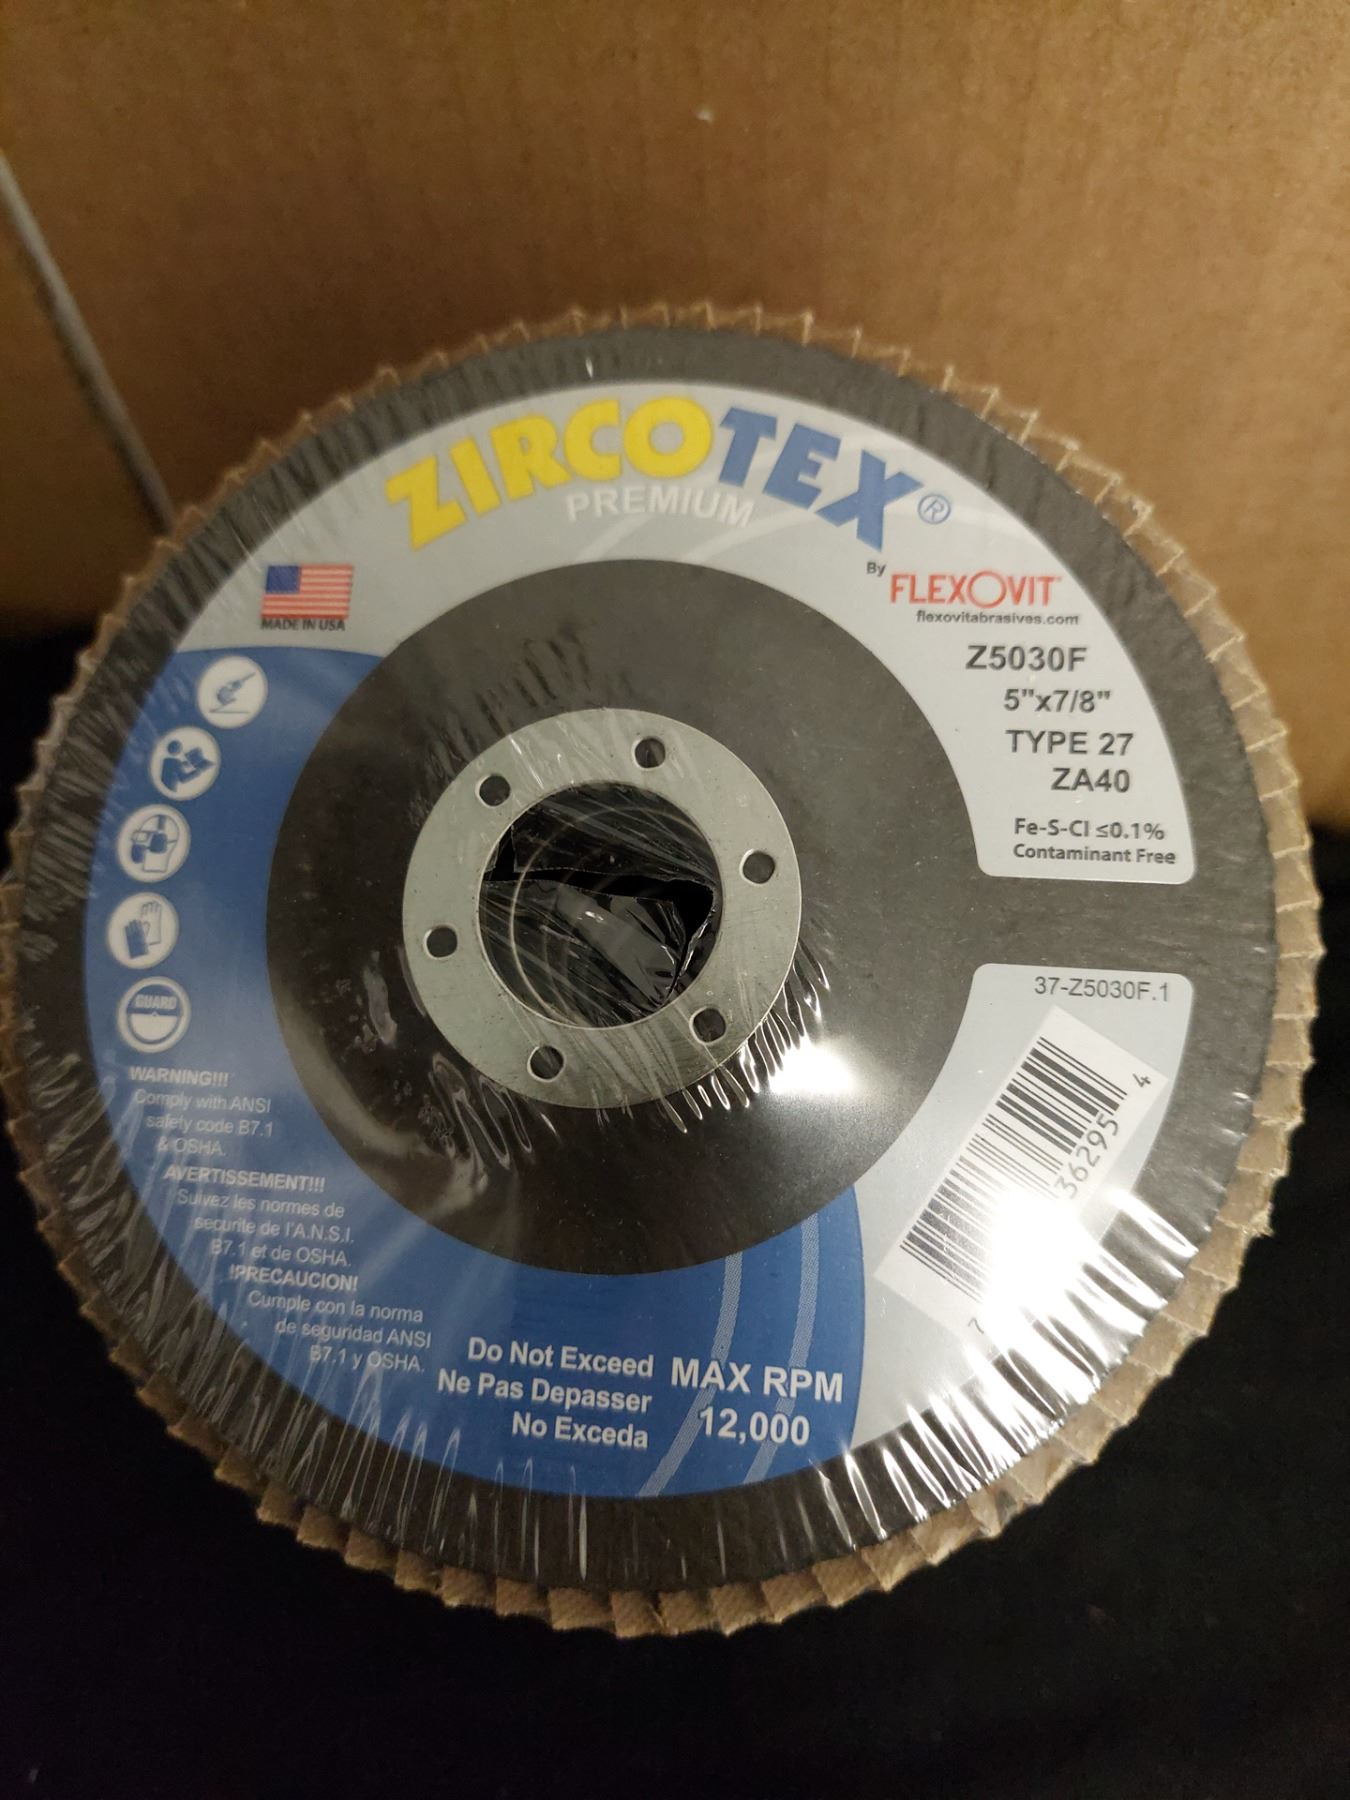 ZIRCOTEX®
PREMIUM
By FLEXOVIT®
flexovitabrasives.com
MADE IN USA
Z5030F
5"x7/8"
TYPE 27
ZA40
Fe-S-Cl ≤0.1%
Contaminant Free
37-Z5030F.1
36295 4
7
GUARD
WARNING!!!
Comply with ANSI
safety code B7.1
& OSHA.
AVERTISSEMENT!!!
Suivez les normes de
securite de l'A.N.S.I.
B7.1 et de OSHA.
!PRECAUCION!
Cumple con la norma
de seguridad ANSI
B7.1 y OSHA.
Do Not Exceed
Ne Pas Depasser
No Exceda
MAX RPM
12,000